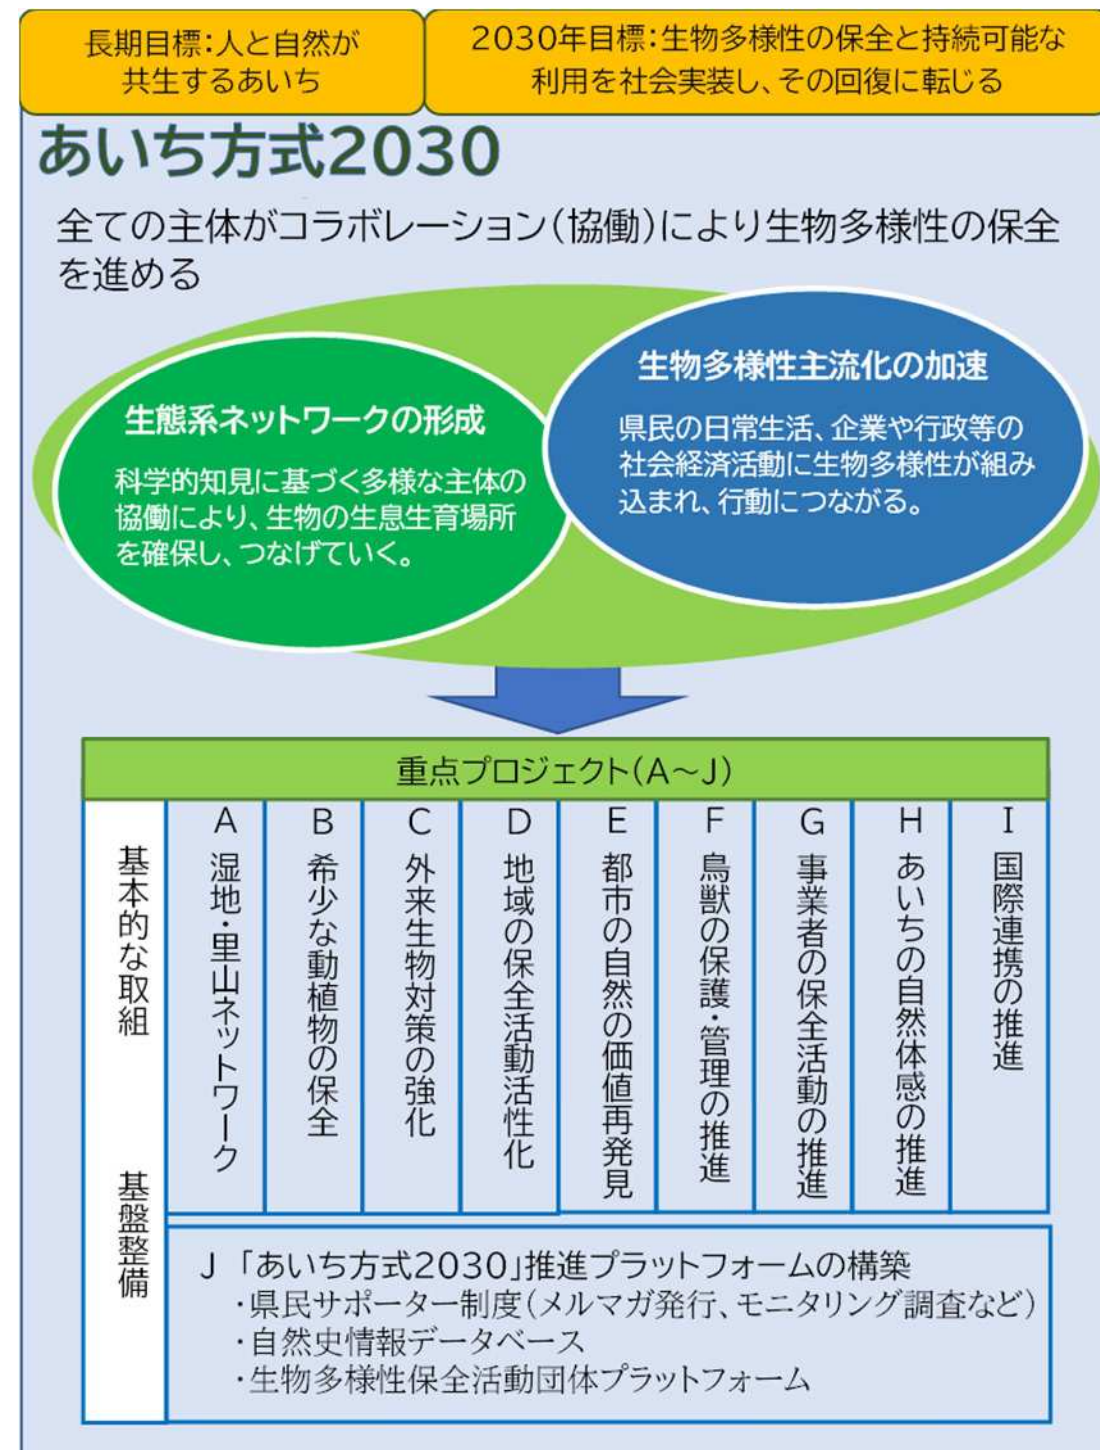 長期目標：人と自然が
共生するあいち
2030年目標：生物多様性の保全と持続可能な
利用を社会実装し、その回復に転じる
あいち方式2030
全ての主体がコラボレーション（協働）により生物多様性の保全
を進める
生態系ネットワークの形成
科学的知見に基づく多様な主体の
協働により、生物の生息生育場所
を確保し、つなげていく。
生物多様性主流化の加速
県民の日常生活、企業や行政等の
社会経済活動に生物多様性が組み
込まれ、行動につながる。
重点プロジェクト（A～J）
基本的な取組
A 湿地・里山ネットワーク
B 希少な動植物の保全
C 外来生物対策の強化
D 地域の保全活動活性化
E 都市の自然の価値再発見
F 鳥獣の保護・管理の推進
G 事業者の保全活動の推進
H あいちの自然体感の推進
I 国際連携の推進
基盤整備
J 「あいち方式2030」推進プラットフォームの構築
・県民サポーター制度（メルマガ発行、モニタリング調査など）
・自然史情報データベース
・生物多様性保全活動団体プラットフォーム